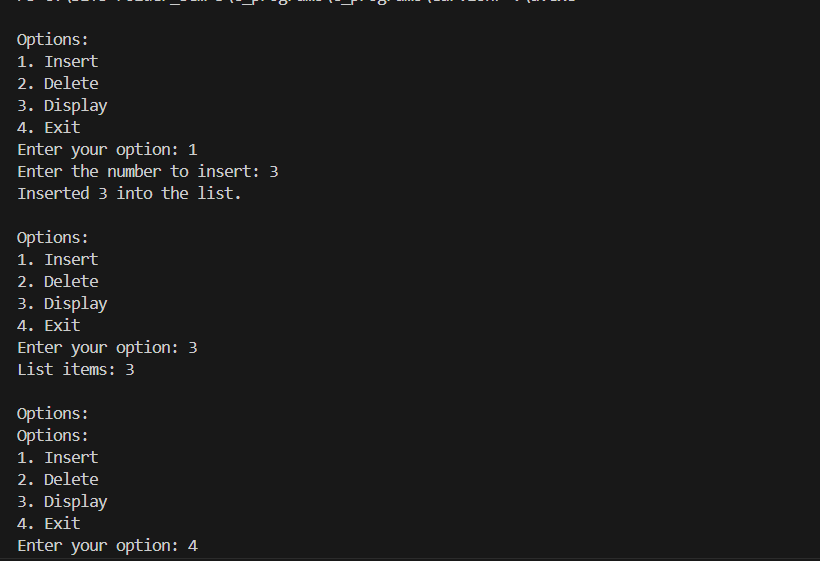 Options:
1. Insert
2. Delete
3. Display
4. Exit
Enter your option: 1
Enter the number to insert: 3
Inserted 3 into the list.
Options:
1. Insert
2. Delete
3. Display
4. Exit
Enter your option: 3
List items: 3
Options:
Options:
1. Insert
2. Delete
3. Display
4. Exit
Enter your option: 4